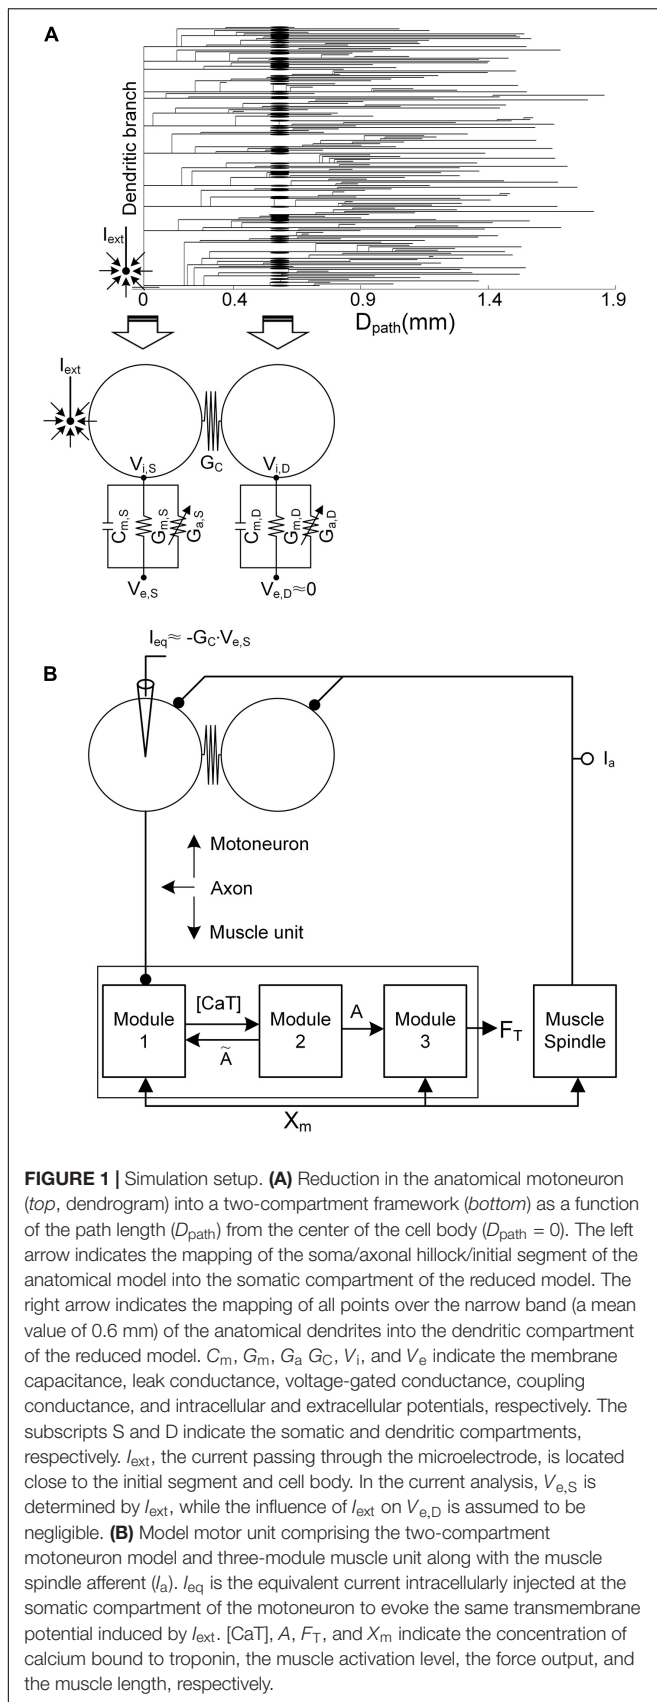 A
Dendritic branch
I_ext
0 0.4 0.9 1.4 1.9
D_path(mm)
I_ext
G_C
V_i,S V_i,D
C_m,S G_m,S G_a,S C_m,D G_m,D G_a,D
V_e,S V_e,D≈0
I_eq≈ -G_C·V_e,S
B
I_a
Motoneuron
Axon
Muscle unit
Module 1
[CaT]
Ã
Module 2
A
Module 3
F_T
Muscle Spindle
X_m
FIGURE 1 | Simulation setup. (A) Reduction in the anatomical motoneuron
(top, dendrogram) into a two-compartment framework (bottom) as a function
of the path length (D_path) from the center of the cell body (D_path = 0). The left
arrow indicates the mapping of the soma/axonal hillock/initial segment of the
anatomical model into the somatic compartment of the reduced model. The
right arrow indicates the mapping of all points over the narrow band (a mean
value of 0.6 mm) of the anatomical dendrites into the dendritic compartment
of the reduced model. C_m, G_m, G_a G_C, V_i, and V_e indicate the membrane
capacitance, leak conductance, voltage-gated conductance, coupling
conductance, and intracellular and extracellular potentials, respectively. The
subscripts S and D indicate the somatic and dendritic compartments,
respectively. I_ext, the current passing through the microelectrode, is located
close to the initial segment and cell body. In the current analysis, V_e,S is
determined by I_ext, while the influence of I_ext on V_e,D is assumed to be
negligible. (B) Model motor unit comprising the two-compartment
motoneuron model and three-module muscle unit along with the muscle
spindle afferent (I_a). I_eq is the equivalent current intracellularly injected at the
somatic compartment of the motoneuron to evoke the same transmembrane
potential induced by I_ext. [CaT], A, F_T, and X_m indicate the concentration of
calcium bound to troponin, the muscle activation level, the force output, and
the muscle length, respectively.